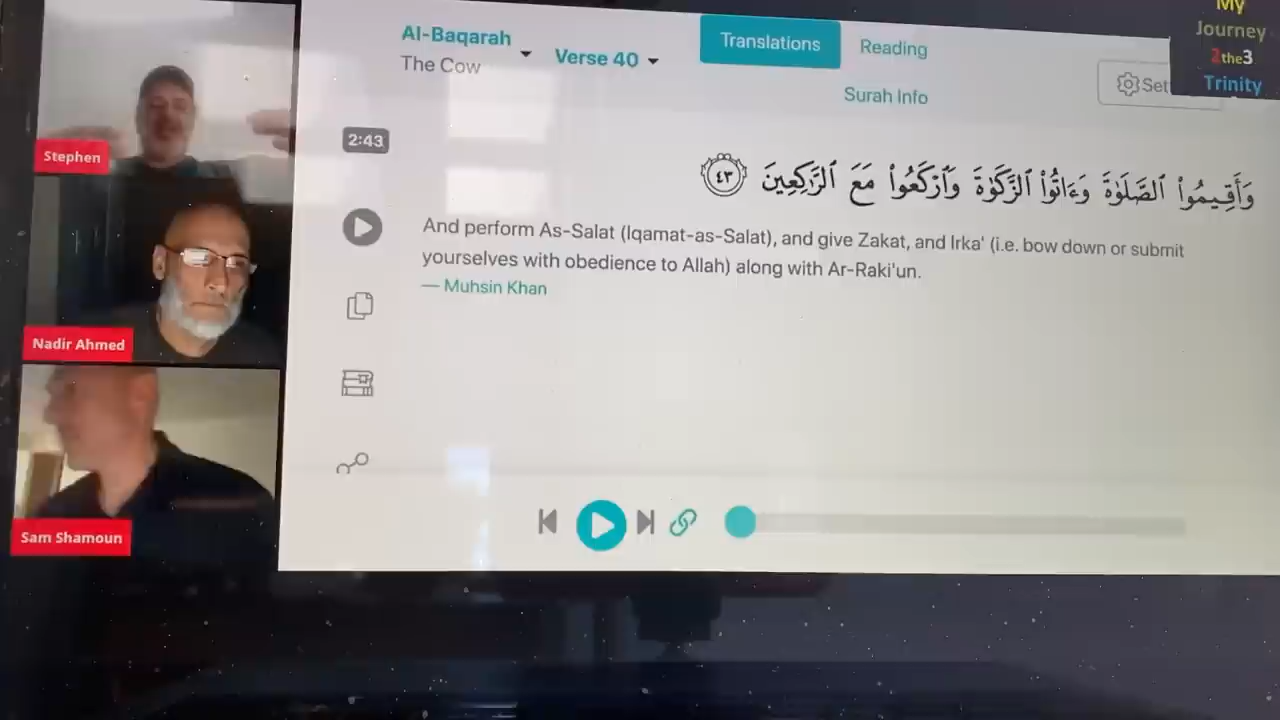 Al-Baqarah
The Cow
Verse 40
Translations
Reading
Surah Info
My
Journey
2the3
Trinity
Stephen
Nadir Ahmed
Sam Shamoun
2:43
وَأَقِيمُوا۟ ٱلصَّلَوٰةَ وَءَاتُوا۟ ٱلزَّكَوٰةَ وَٱرْكَعُوا۟ مَعَ ٱلرَّٰكِعِينَ ٤٣
And perform As-Salat (Iqamat-as-Salat), and give Zakat, and Irka' (i.e. bow down or submit
yourselves with obedience to Allah) along with Ar-Raki'un.
— Muhsin Khan